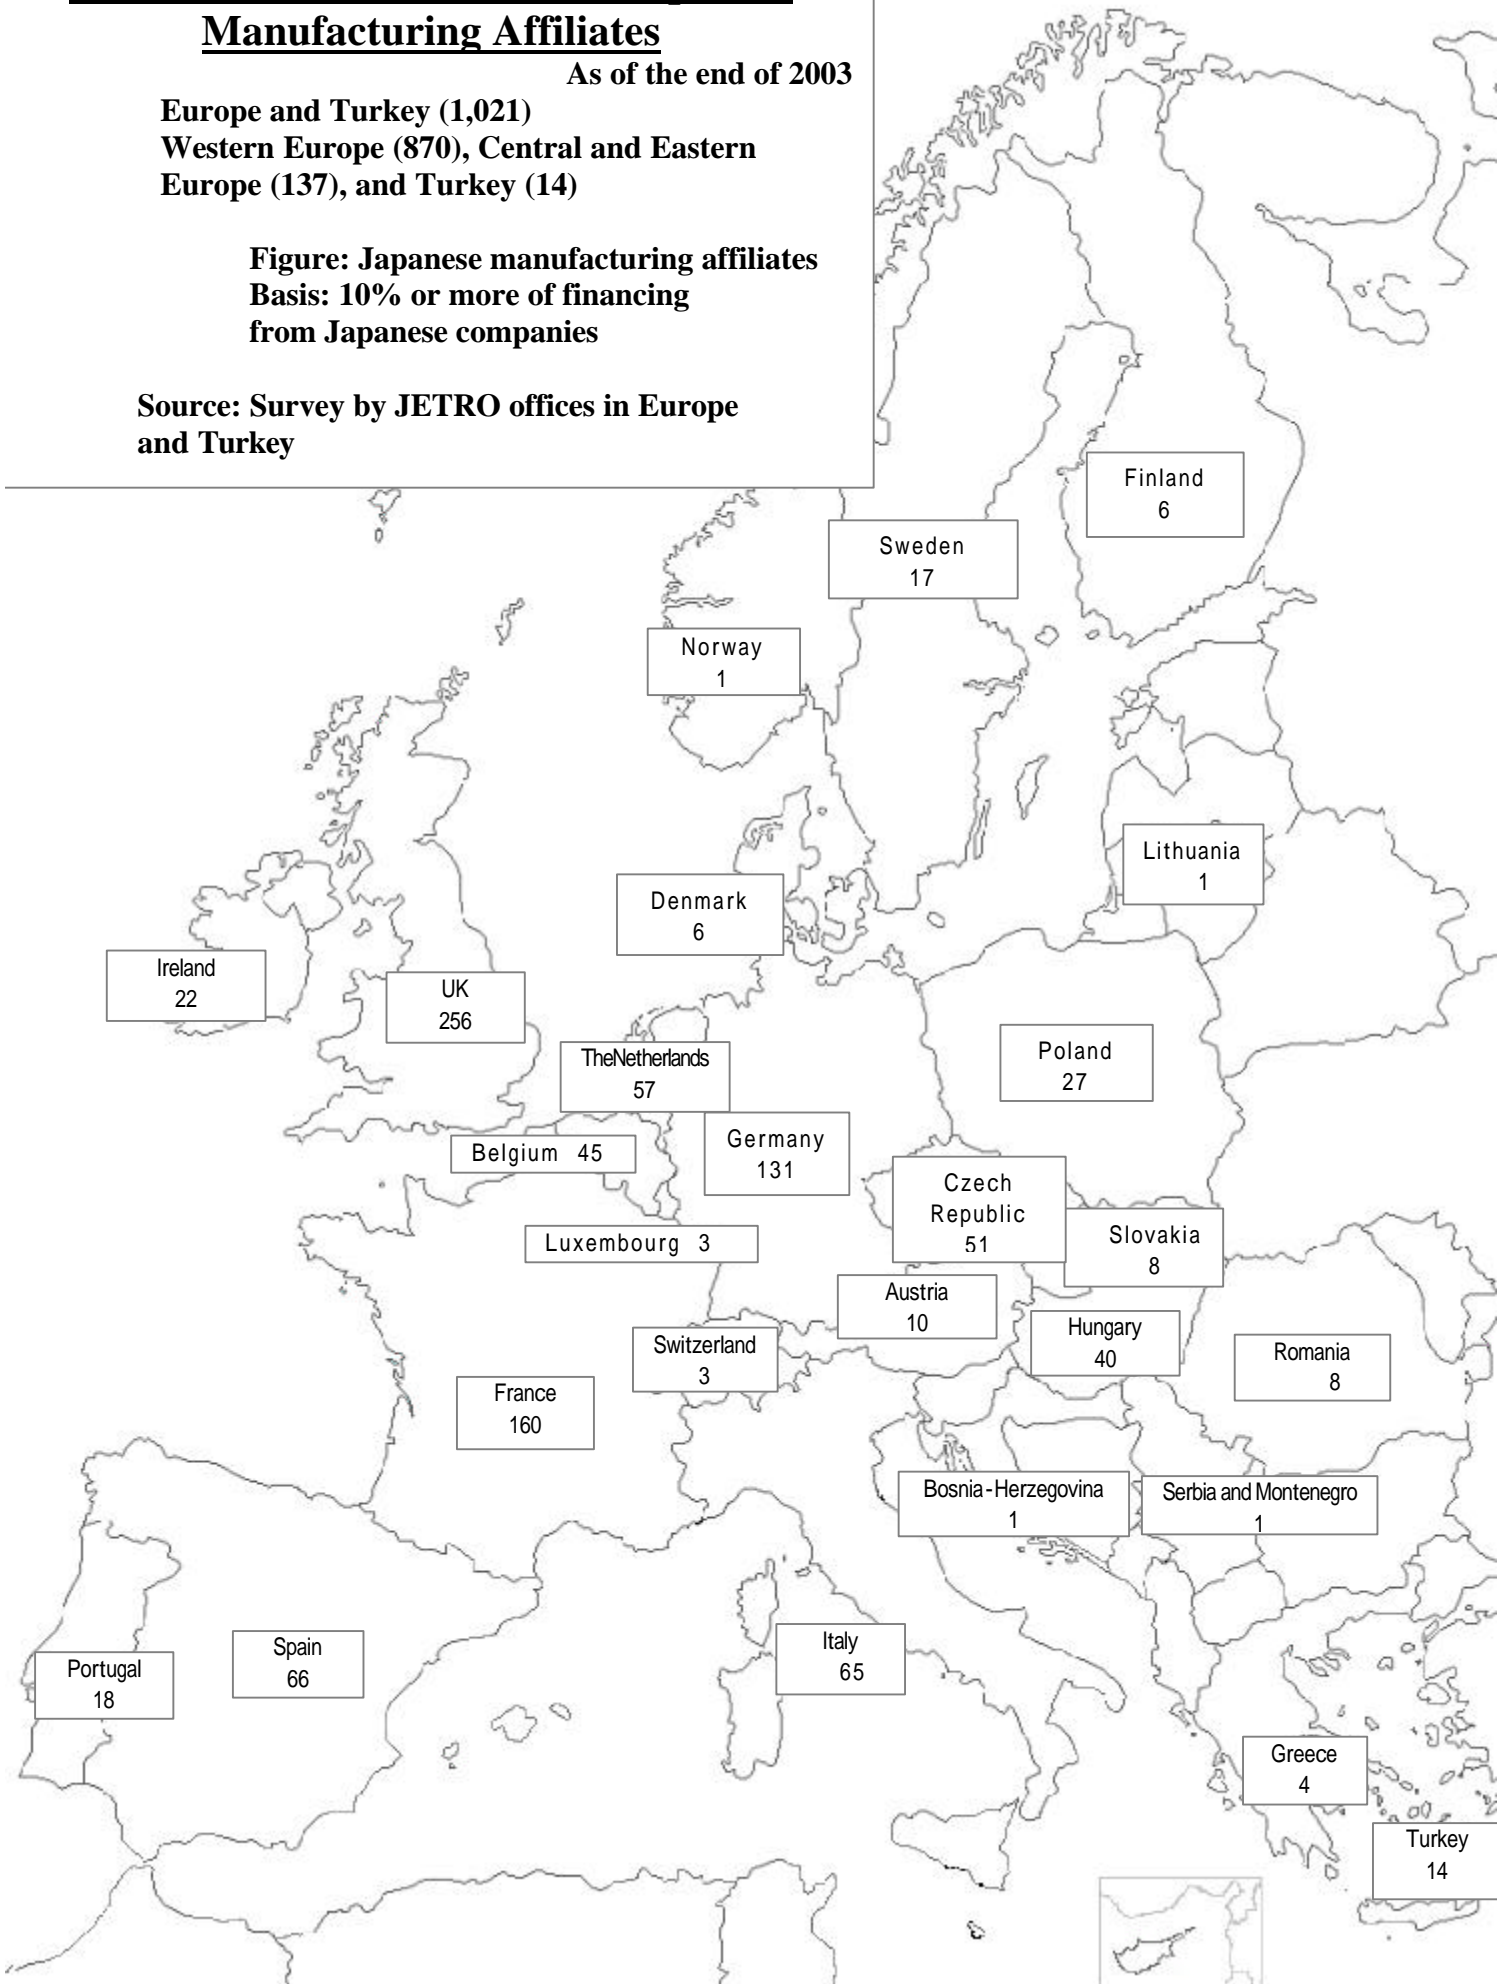 Manufacturing Affiliates
As of the end of 2003
Europe and Turkey (1,021)
Western Europe (870), Central and Eastern
Europe (137), and Turkey (14)
Figure: Japanese manufacturing affiliates
Basis: 10% or more of financing
from Japanese companies
Source: Survey by JETRO offices in Europe
and Turkey
Finland
6
Sweden
17
Norway
1
Lithuania
1
Denmark
6
Ireland
22
UK
256
TheNetherlands
57
Poland
27
Belgium 45
Germany
131
Czech
Republic
51
Slovakia
8
Luxembourg 3
Austria
10
Hungary
40
Switzerland
3
Romania
8
France
160
Bosnia-Herzegovina
1
Serbia and Montenegro
1
Portugal
18
Spain
66
Italy
65
Greece
4
Turkey
14